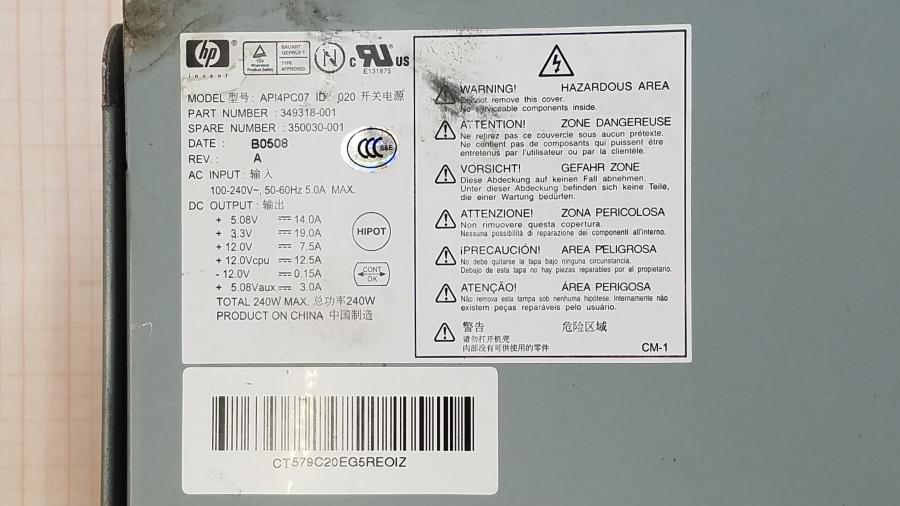 hp ®
invent
TÜV
Rheinland
Product Safety
BAUART
GEPRÜFT
TYPE
APPROVED
N
c UR US
E131875
MODEL 型号: API4PC07 ID : 020 开关电源
PART NUMBER : 349318-001
SPARE NUMBER : 350030-001
DATE : B0508
REV. : A
CCC S&E
AC INPUT : 输入
100-240V~, 50-60Hz 5.0A MAX.
DC OUTPUT : 输出
+ 5.08V ⎓ 14.0A
+ 3.3V ⎓ 19.0A
+ 12.0V ⎓ 7.5A
+ 12.0Vcpu ⎓ 12.5A
- 12.0V ⎓ 0.15A
+ 5.08Vaux ⎓ 3.0A
HIPOT
CONT
OK
TOTAL 240W MAX. 总功率240W
PRODUCT ON CHINA 中国制造
WARNING! HAZARDOUS AREA
Do not remove this cover.
No serviceable components inside.
ATTENTION! ZONE DANGEREUSE
Ne retirez pas ce couvercle sous aucun prétexte.
Ne contient pas de composants qui puissent être
entretenus par l'utilisateur ou par la clientèle.
VORSICHT! GEFAHR ZONE
Diese Abdeckung auf keinen Fall abnehmen.
Unter dieser Abdeckung befinden sich keine Teile,
die einer Wartung bedürfen.
ATTENZIONE! ZONA PERICOLOSA
Non rimuovere questa copertura.
Nessuna possibilità di reparazione dei componenti all'interno.
¡PRECAUCIÓN! AREA PELIGROSA
No debe quitarse la tapa bajo ninguna circunstancia.
Debajo de esta tapa no hay piezas reparables por el propietario.
ATENÇÃO! ÁREA PERIGOSA
Não remova esta tampa sob nenhuma hipótese. Internamente não
existem peças reparáveis pelo usuário.
警告 危险区域
请勿打开机壳
内部没有可供使用的零件
CM-1
CT579C20EG5REOIZ